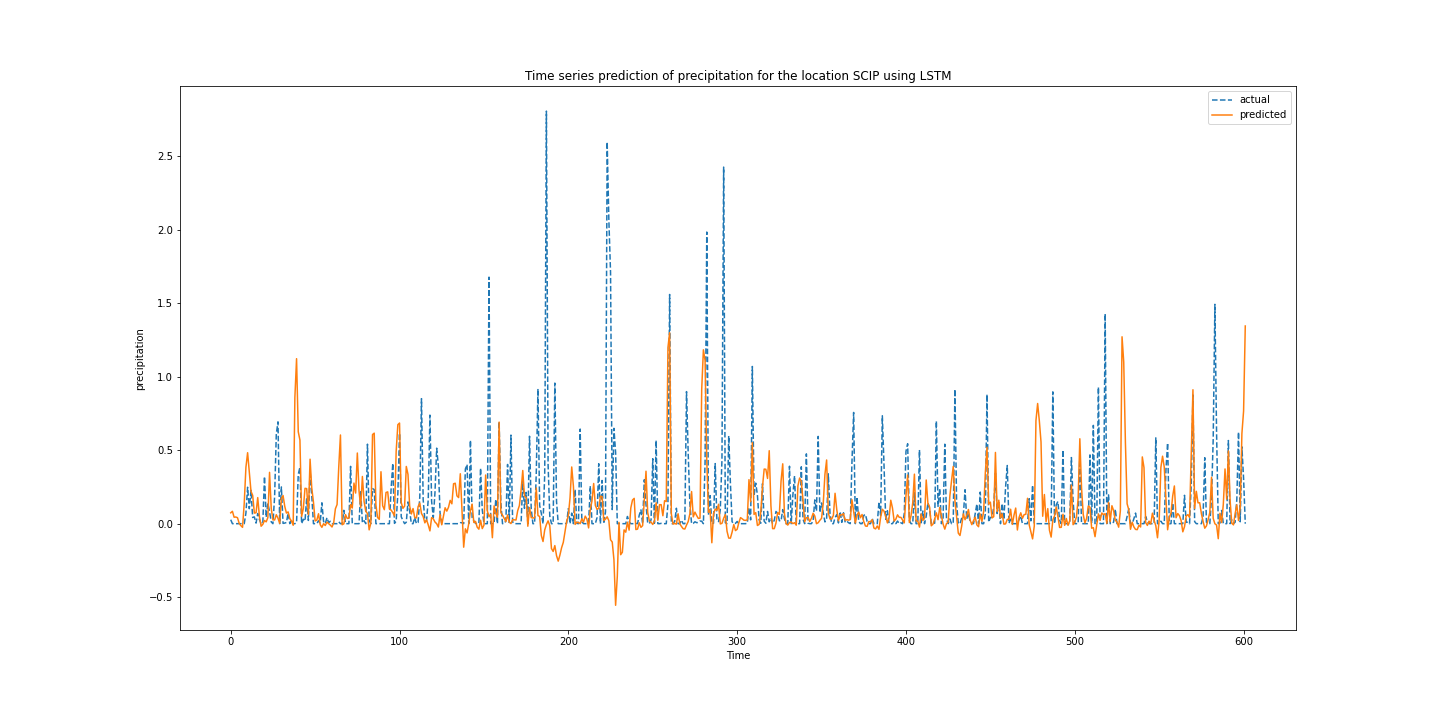 Time series prediction of precipitation for the location SCIP using LSTM
actual
predicted
2.5
2.0
1.5
1.0
0.5
0.0
−0.5
precipitation
0 100 200 300 400 500 600
Time